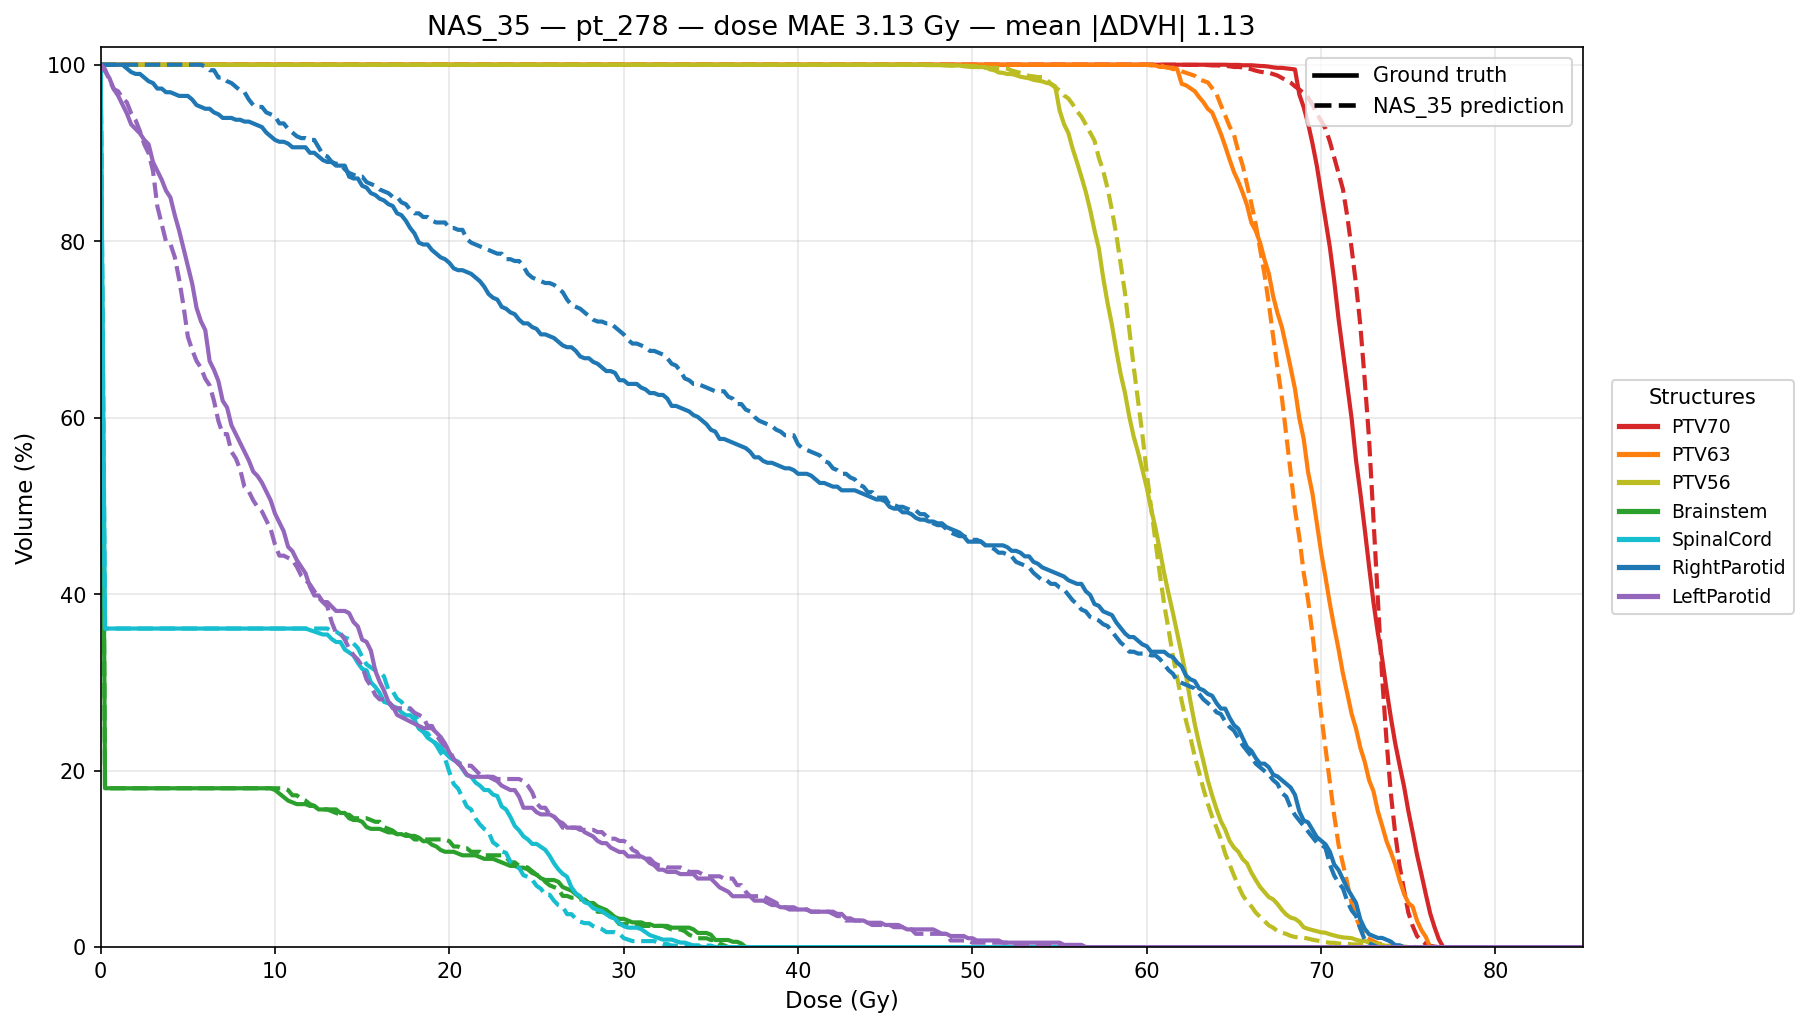 NAS_35 — pt_278 — dose MAE 3.13 Gy — mean |ΔDVH| 1.13
Ground truth
NAS_35 prediction
Volume (%)
100
80
60
40
20
0
0 10 20 30 40 50 60 70 80
Dose (Gy)
Structures
PTV70
PTV63
PTV56
Brainstem
SpinalCord
RightParotid
LeftParotid